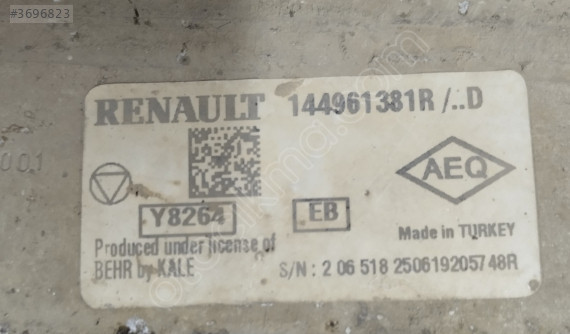 #3696823
RENAULT 144961381R /..D
001
AEQ
Y8264 EB
Made in TURKEY
Produced under license of
BEHR by KALE
S/N : 2 06 518 250619205748R